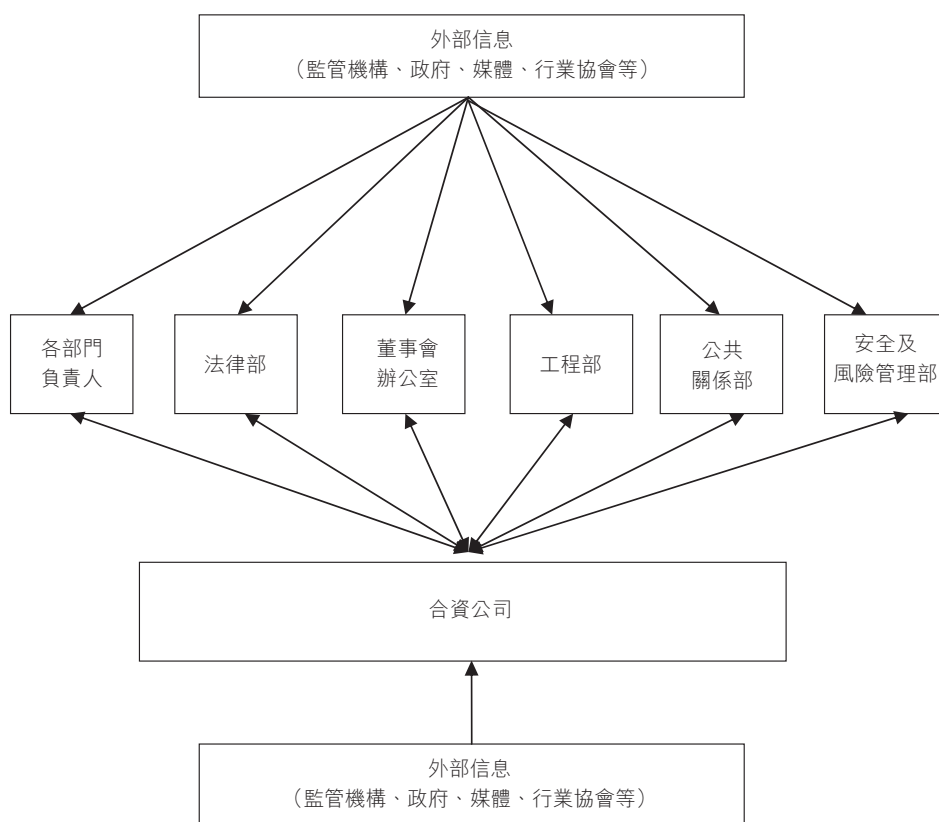 外部信息
（監管機構、政府、媒體、行業協會等）
各部門
負責人
法律部
董事會
辦公室
工程部
公共
關係部
安全及
風險管理部
合資公司
外部信息
（監管機構、政府、媒體、行業協會等）